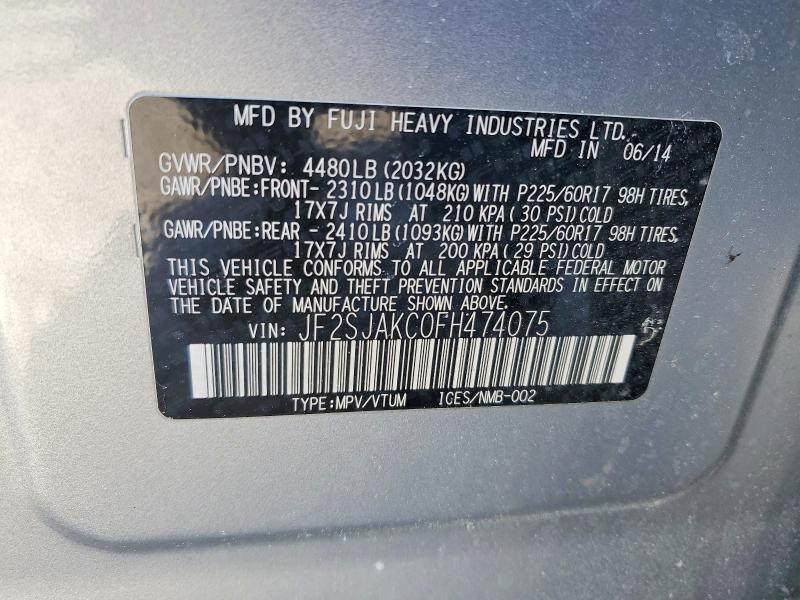 MFD BY FUJI HEAVY INDUSTRIES LTD.
MFD IN 06/14
GVWR/PNBV: 4480LB (2032KG)
GAWR/PNBE:FRONT- 2310LB(1048KG)WITH P225/60R17 98H TIRES,
17X7J RIMS AT 210 KPA( 30 PSI)COLD
GAWR/PNBE:REAR - 2410LB(1093KG)WITH P225/60R17 98H TIRES,
17X7J RIMS AT 200 KPA( 29 PSI)COLD
THIS VEHICLE CONFORMS TO ALL APPLICABLE FEDERAL MOTOR
VEHICLE SAFETY AND THEFT PREVENTION STANDARDS IN EFFECT ON
THE DATE OF MANUFACTURE SHOWN ABOVE.
VIN: JF2SJAKC0FH474075
TYPE:MPV/VTUM ICES/NMB-002